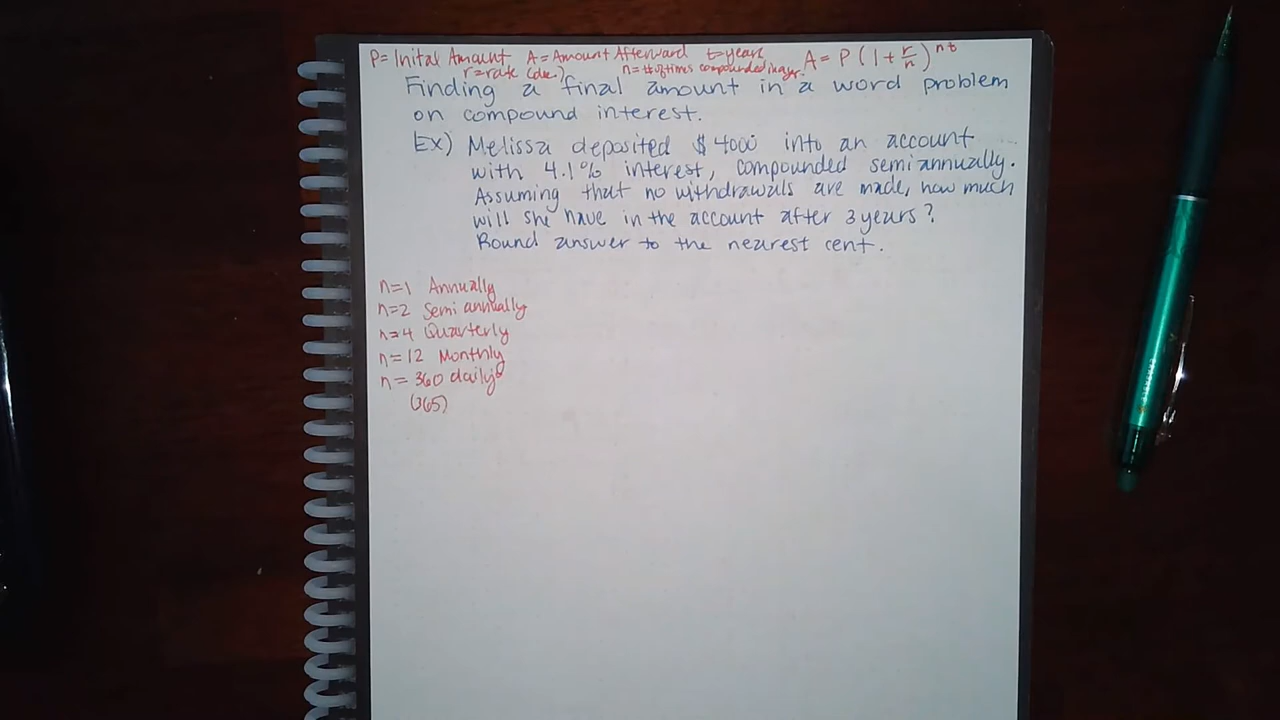 P = Inital Amount A = Amount Afterward t=years A = P(1 + r/n)^nt
r=rate (dec.) n = # of times compounded in a yr.
Finding a final amount in a word problem
on compound interest.
Ex) Melissa deposited $4000 into an account
with 4.1% interest, compounded semiannually.
Assuming that no withdrawals are made, how much
will she have in the account after 3 years?
Round answer to the nearest cent.
n=1 Annually
n=2 Semi annually
n=4 Quarterly
n=12 Monthly
n = 360 daily
(365)